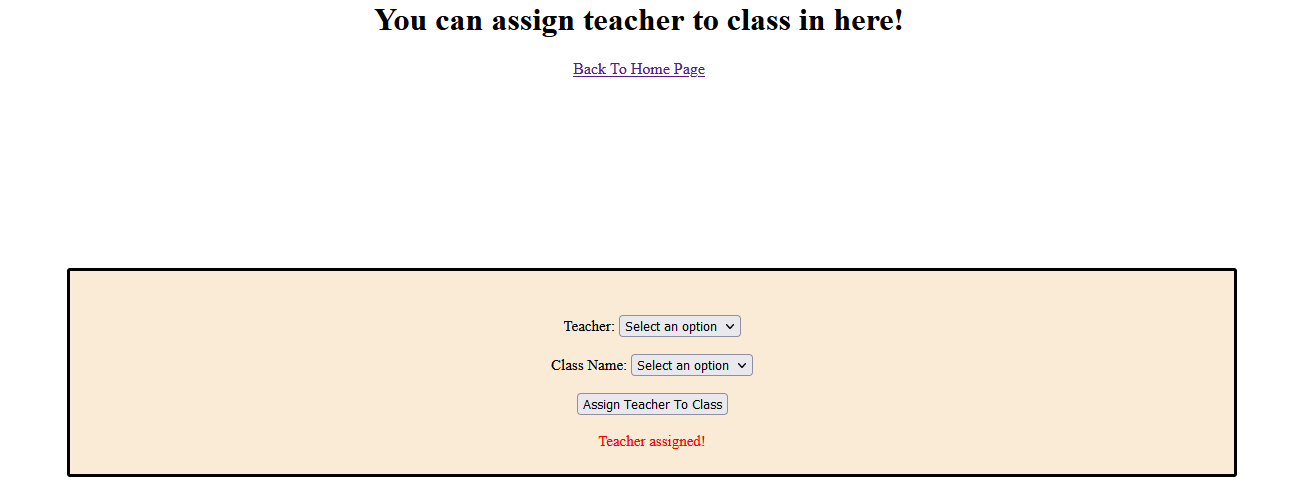 You can assign teacher to class in here!
Back To Home Page
Teacher: Select an option
Class Name: Select an option
Assign Teacher To Class
Teacher assigned!